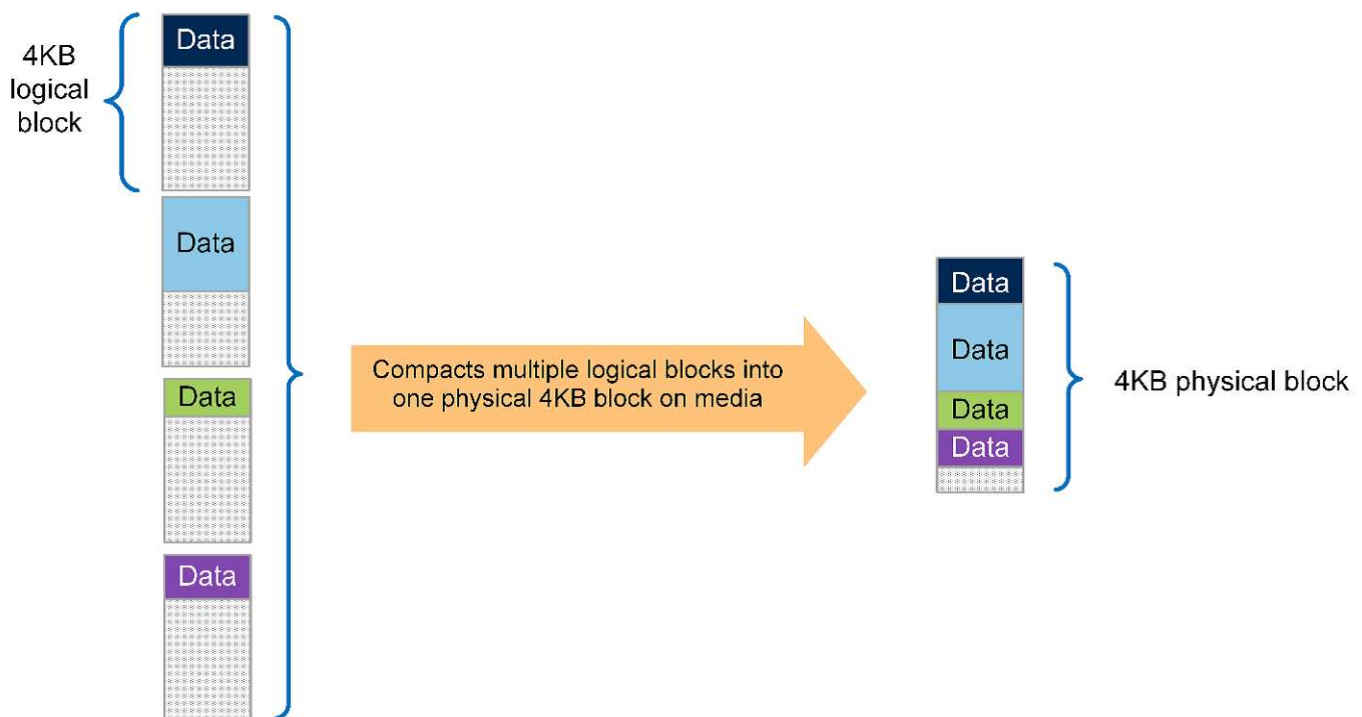 4KB
logical
block
Data
Data
Data
Data
Compacts multiple logical blocks into
one physical 4KB block on media
Data
Data
Data
Data
4KB physical block